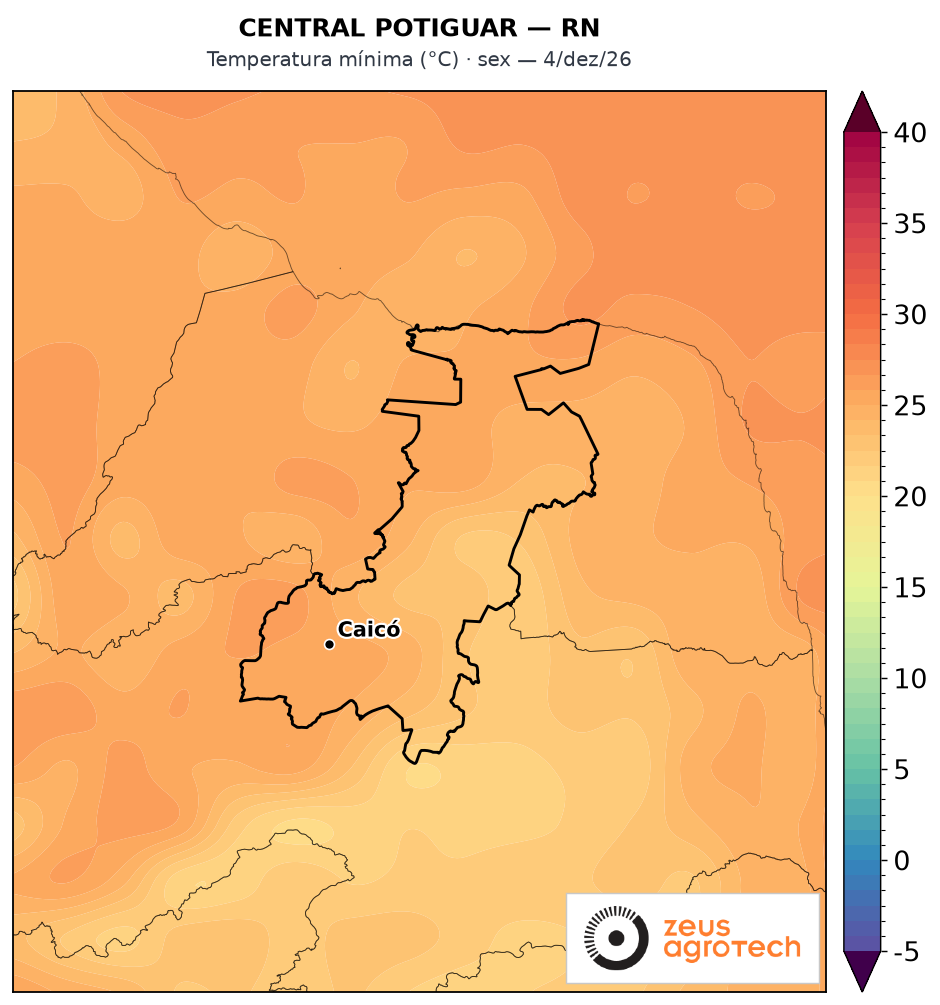 CENTRAL POTIGUAR — RN
Temperatura mínima (°C) · sex — 4/dez/26
40
35
30
25
20
15
10
5
0
-5
Caicó
zeus
agrotech